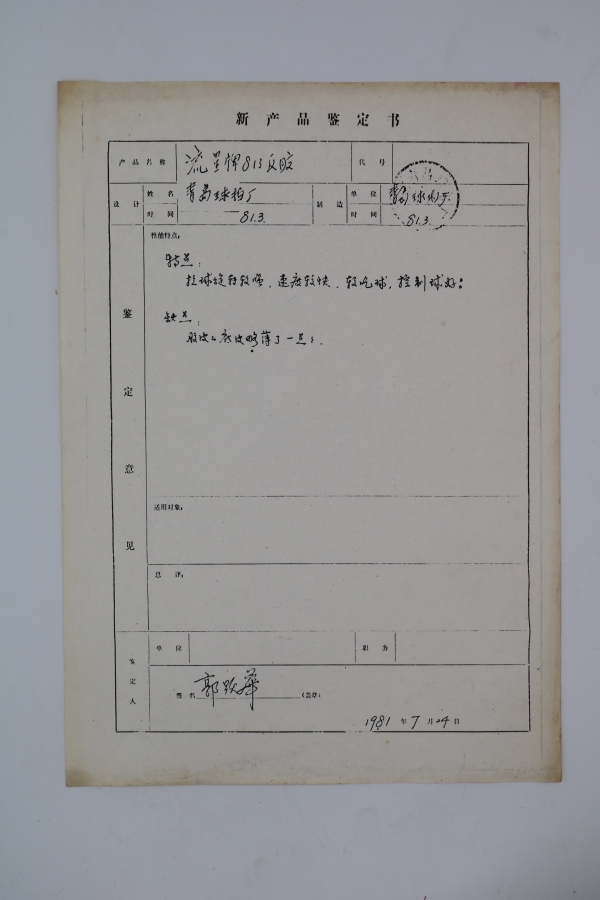 新产品鉴定书
产品名称 流星牌813反胶 代号
设计 姓名 青岛球拍厂 制造 单位 青岛球拍厂
时间 81.3. 时间 81.3.
鉴定意见
性能特点:
特点:
拉球旋转较强,速度较快,较吃球,控制球好。
缺点:
胶皮底皮略薄了一点。
适用对象:
总评:
鉴定人
单位 职务
签名 郭跃华 (盖章)
1981年7月24日